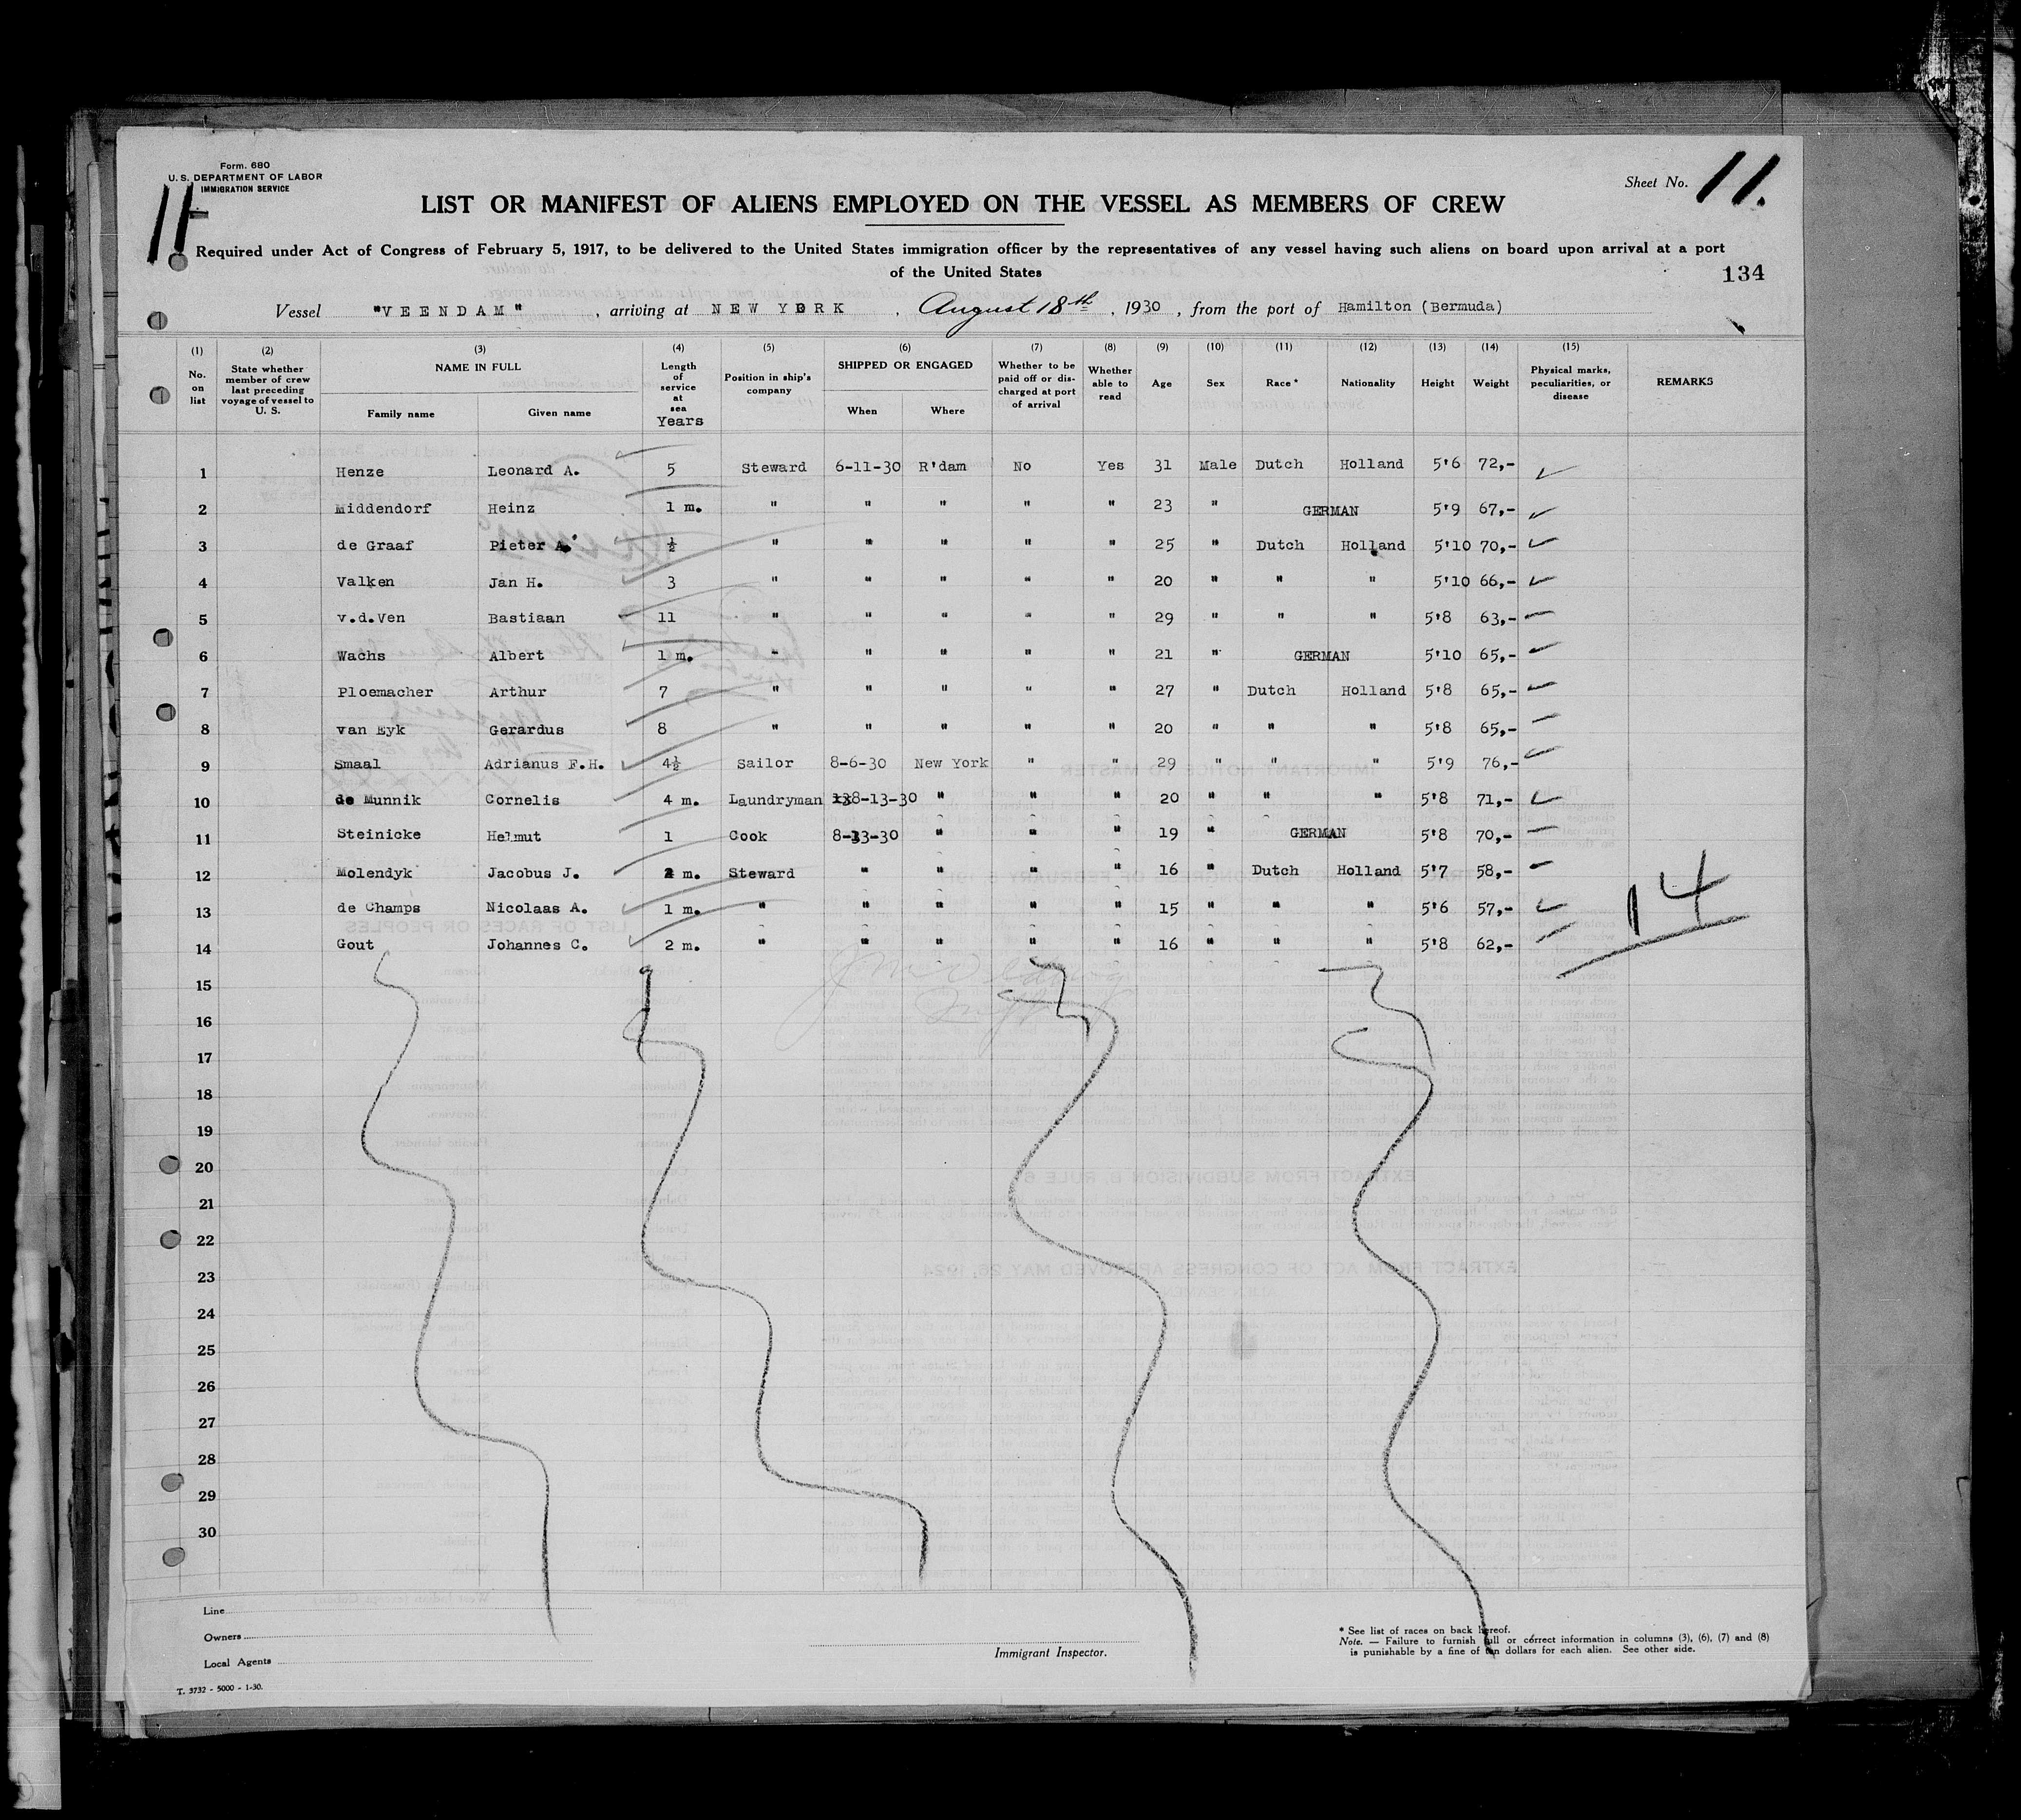 Form. 680
U. S. DEPARTMENT OF LABOR
IMMIGRATION SERVICE
11
Sheet No. 11.
LIST OR MANIFEST OF ALIENS EMPLOYED ON THE VESSEL AS MEMBERS OF CREW
Required under Act of Congress of February 5, 1917, to be delivered to the United States immigration officer by the representatives of any vessel having such aliens on board upon arrival at a port
of the United States
134
Vessel "VEENDAM" , arriving at NEW YORK , August 18th , 1930 , from the port of Hamilton (Bermuda)
(1) (2) (3) (4) (5) (6) (7) (8) (9) (10) (11) (12) (13) (14) (15)
No. on list State whether member of crew last preceding voyage of vessel to U. S. NAME IN FULL Family name Given name Length of service at sea Years Position in ship's company SHIPPED OR ENGAGED When Where Whether to be paid off or discharged at port of arrival Whether able to read Age Sex Race * Nationality Height Weight Physical marks, peculiarities, or disease REMARKS
1 Henze Leonard A. 5 Steward 6-11-30 R'dam No Yes 31 Male Dutch Holland 5'6 72,-
2 Middendorf Heinz 1 m. " " " " " 23 " GERMAN 5'9 67,-
3 de Graaf Pieter A. ½ " " " " " 25 " Dutch Holland 5'10 70,-
4 Valken Jan H. 3 " " " " " 20 " " " 5'10 66,-
5 v.d.Ven Bastiaan 11 " " " " " 29 " " " 5'8 63,-
6 Wachs Albert 1 m. " " " " " 21 " GERMAN 5'10 65,-
7 Ploemacher Arthur 7 " " " " " 27 " Dutch Holland 5'8 65,-
8 van Eyk Gerardus 8 " " " " " 20 " " " 5'8 65,-
9 Smaal Adrianus F.H. 4½ Sailor 8-6-30 New York " " 29 " " " 5'9 76,-
10 de Munnik Cornelis 4 m. Laundryman 8-13-30 " " " 20 " " " 5'8 71,-
11 Steinicke Helmut 1 Cook 8-13-30 " " " 19 " GERMAN 5'8 70,-
12 Molendyk Jacobus J. m. Steward " " " " 16 " Dutch Holland 5'7 58,-
13 de Champs Nicolaas A. 1 m. " " " " " 15 " " " 5'6 57,-
14 Gout Johannes C. 2 m. " " " " " 16 " " " 5'8 62,-
14
15
16
17
18
19
20
21
22
23
24
25
26
27
28
29
30
Line
Owners
Local Agents
Immigrant Inspector.
* See list of races on back hereof.
Note. — Failure to furnish full or correct information in columns (3), (6), (7) and (8)
is punishable by a fine of ten dollars for each alien. See other side.
T. 3732 - 5000 - 1-30.